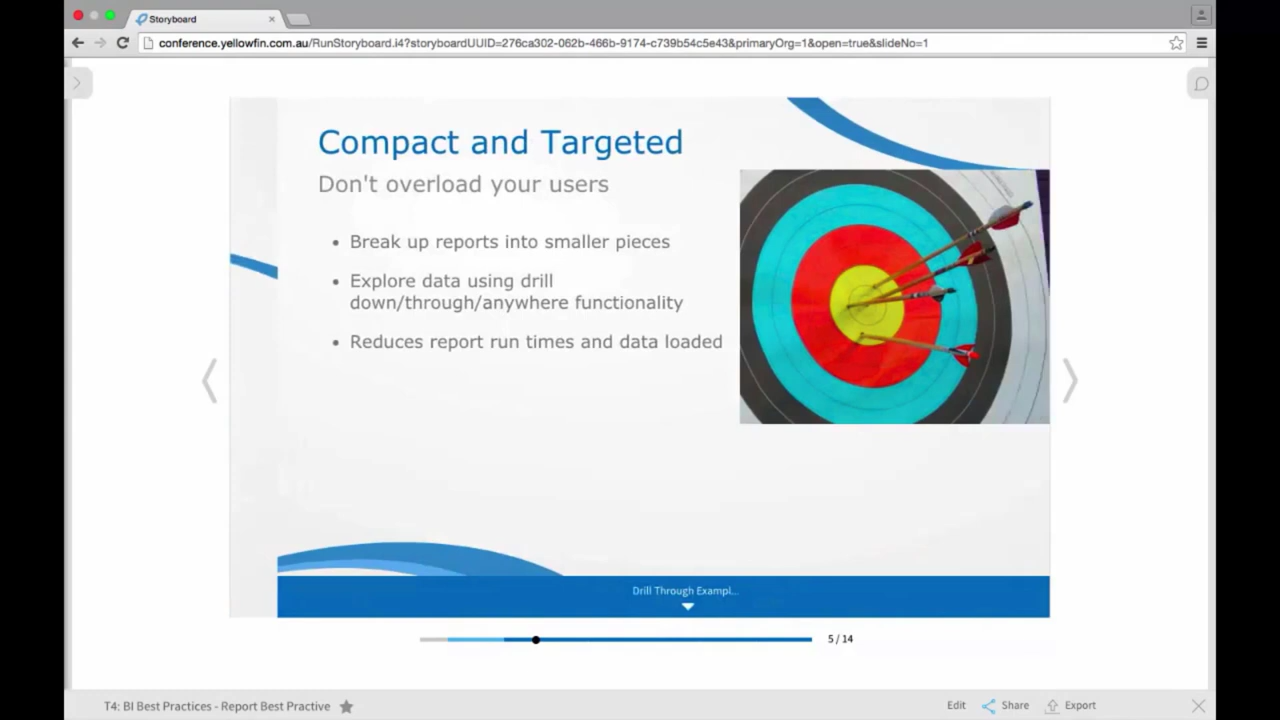 Storyboard
conference.yellowfin.com.au/RunStoryboard.i4?storyboardUUID=276ca302-062b-466b-9174-c739b54c5e43&primaryOrg=1&open=true&slideNo=1
Compact and Targeted
Don't overload your users
• Break up reports into smaller pieces
• Explore data using drill
down/through/anywhere functionality
• Reduces report run times and data loaded
Drill Through Exampl...
5 / 14
T4: BI Best Practices - Report Best Practive
Edit
Share
Export